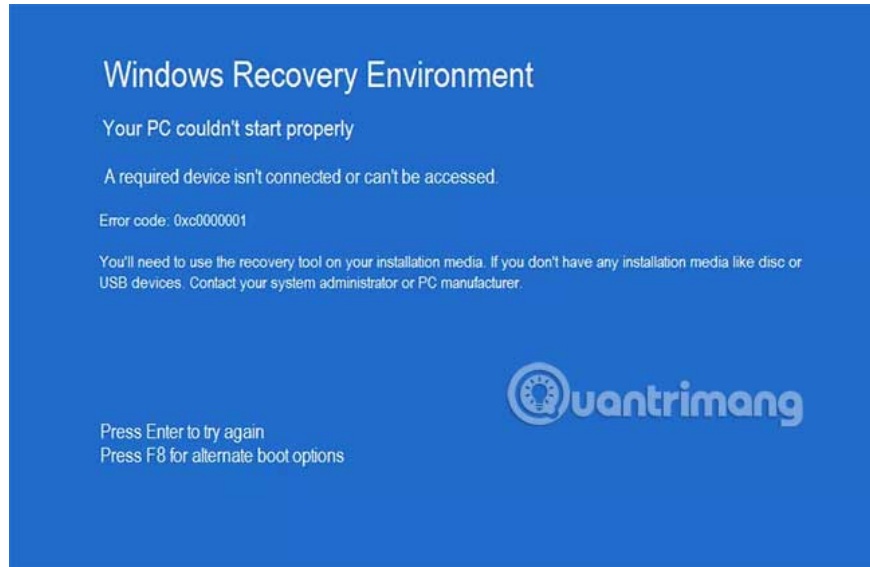 Windows Recovery Environment
Your PC couldn't start properly
A required device isn't connected or can't be accessed.
Error code: 0xc0000001
You'll need to use the recovery tool on your installation media. If you don't have any installation media like disc or
USB devices. Contact your system administrator or PC manufacturer.
Quantrimang
Press Enter to try again
Press F8 for alternate boot options